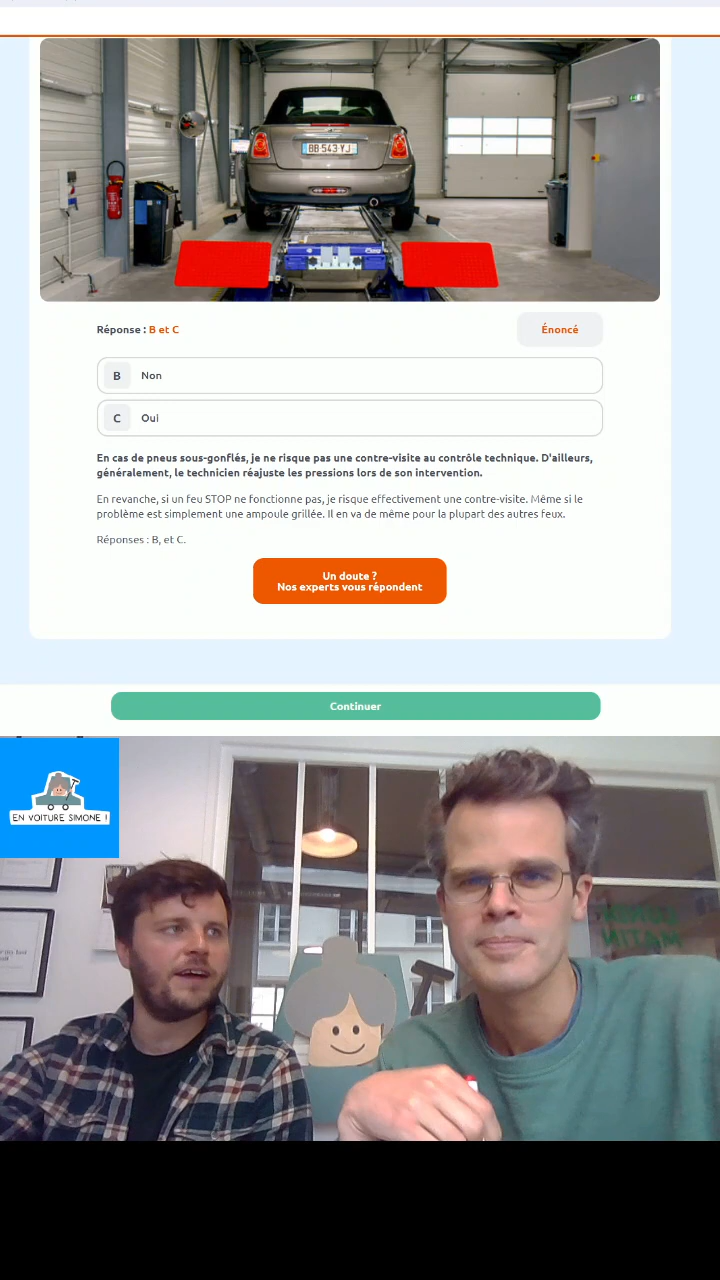 BB 543 YJ
Réponse : B et C
Énoncé
B Non
C Oui
En cas de pneus sous-gonflés, je ne risque pas une contre-visite au contrôle technique. D'ailleurs,
généralement, le technicien réajuste les pressions lors de son intervention.
En revanche, si un feu STOP ne fonctionne pas, je risque effectivement une contre-visite. Même si le
problème est simplement une ampoule grillée. Il en va de même pour la plupart des autres feux.
Réponses : B, et C.
Un doute ?
Nos experts vous répondent
Continuer
EN VOITURE SIMONE !